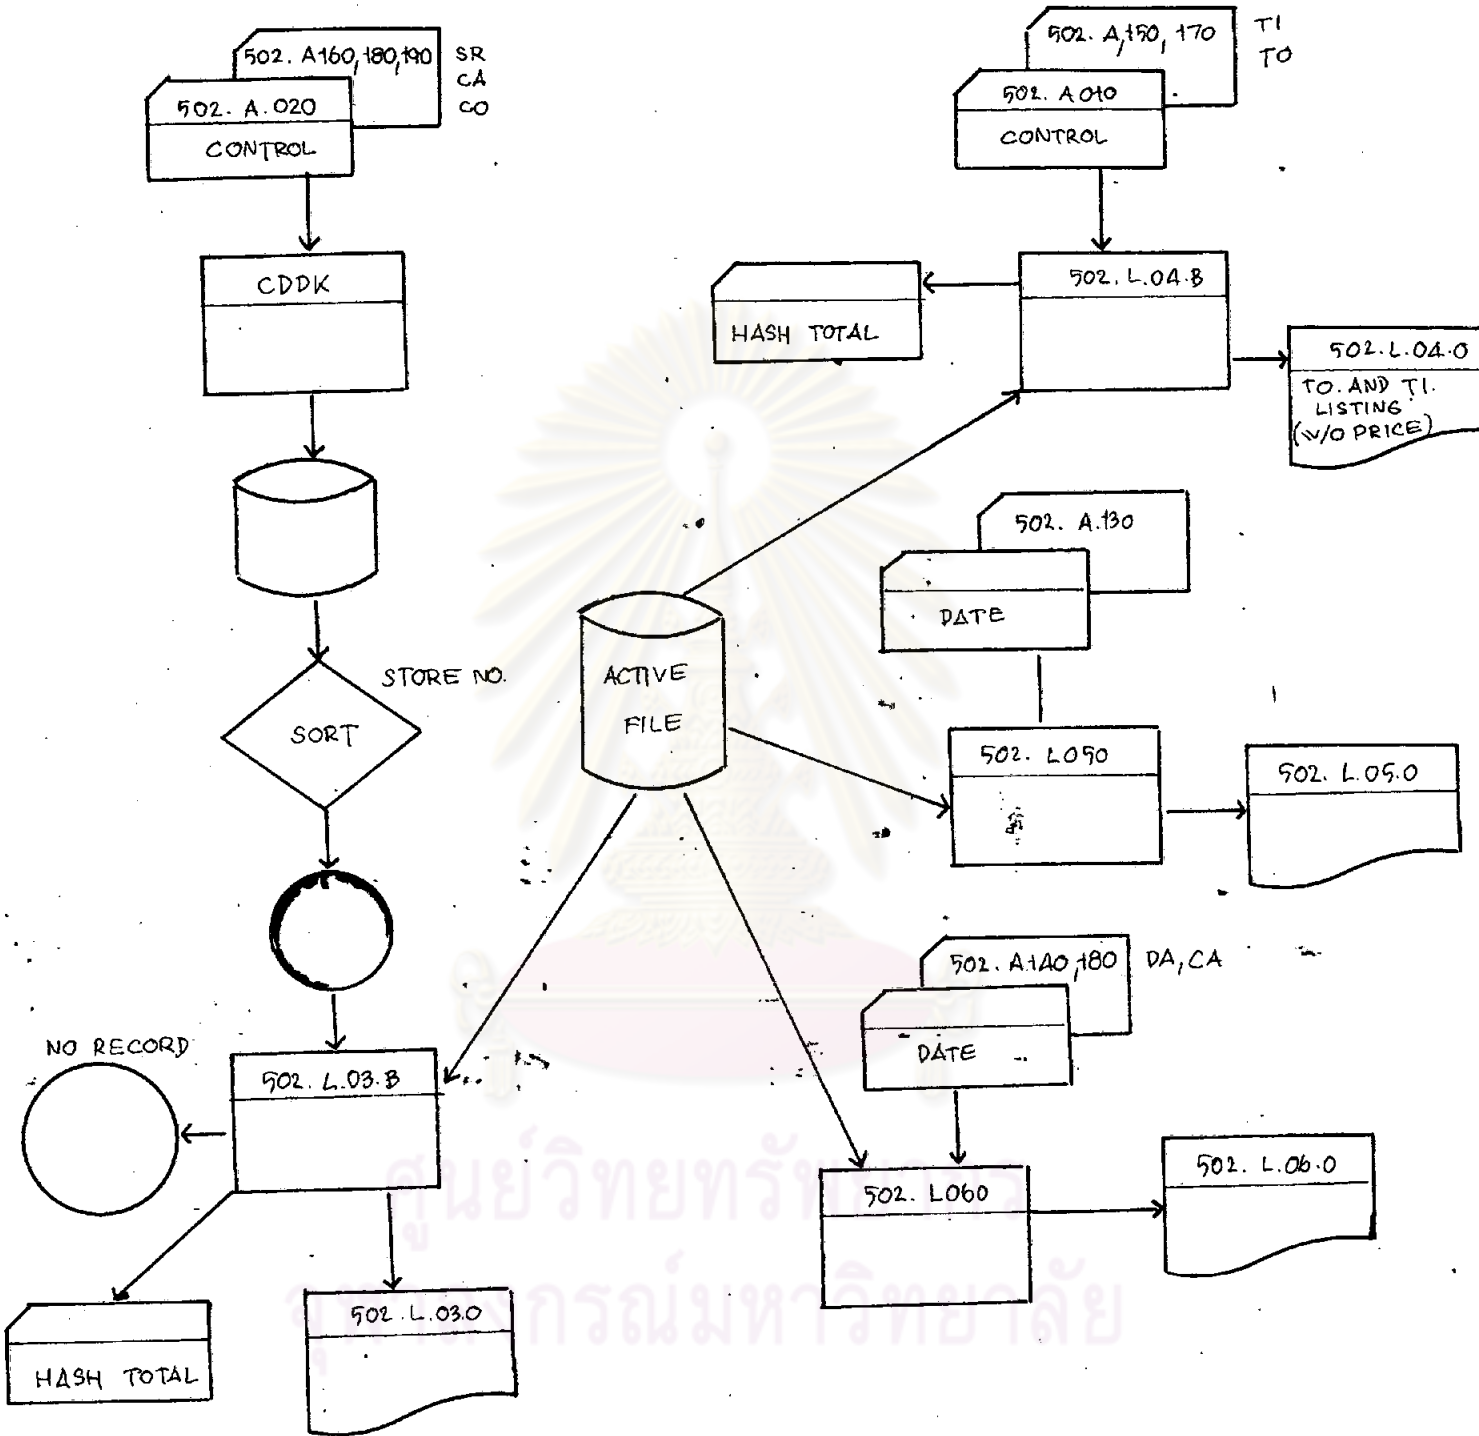 502. A160,180,190
SR
CA
CO
502. A.020
CONTROL
CDDK
STORE NO.
SORT
NO RECORD
502. L.03.B
HASH TOTAL
502.L.03.0
ACTIVE
FILE
502. A,150, 170
TI
TO
502. A010
CONTROL
502. L.04.B
HASH TOTAL
502.L.04.0
TO. AND TI.
LISTING
(W/O PRICE)
502. A.130
DATE
502. L050
502. L.05.0
502. A.140,180
DA, CA
DATE
502. L060
502. L.06.0
ศูนย์วิทยทรัพยากร
จุฬาลงกรณ์มหาวิทยาลัย